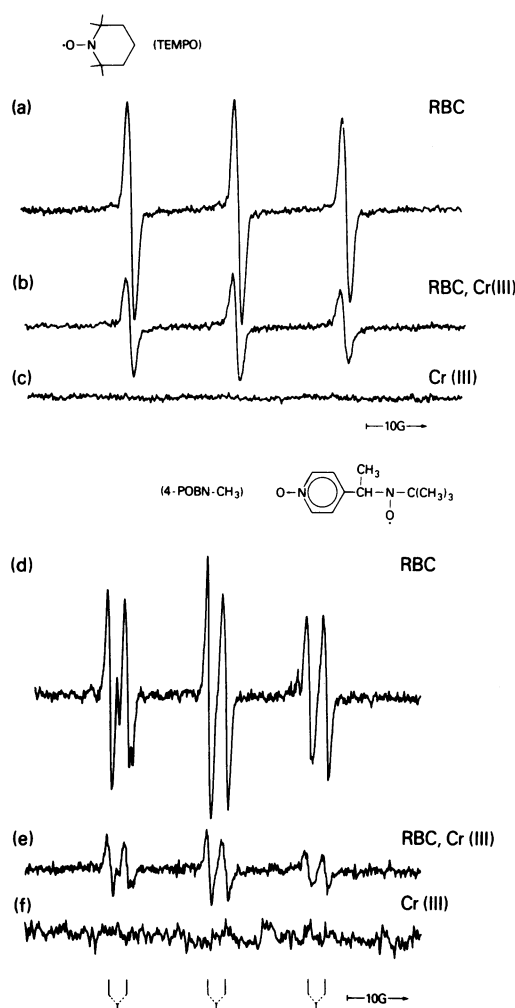 ·O—N (TEMPO)
(a) RBC
(b) RBC, Cr(III)
(c) Cr (III)
10G
CH₃
(4-POBN-CH₃) O—N CH—N—C(CH₃)₃
O·
(d) RBC
(e) RBC, Cr (III)
(f) Cr (III)
10G